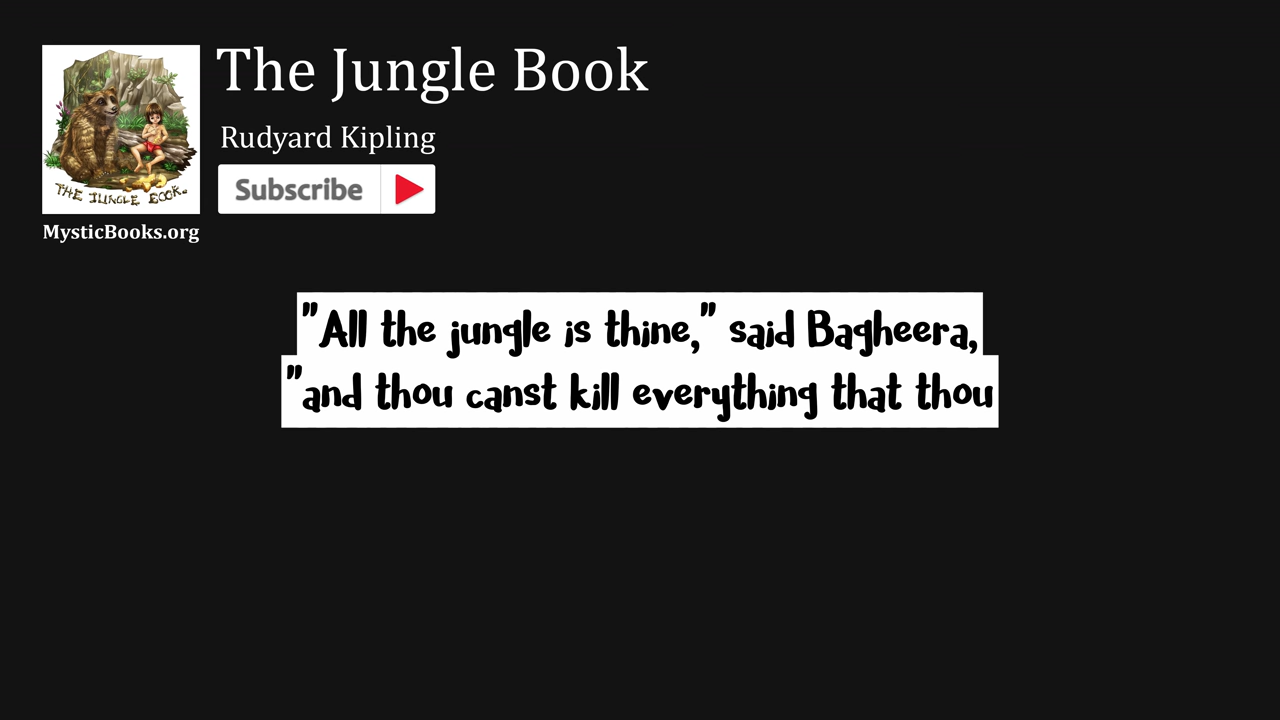 The Jungle Book
Rudyard Kipling
Subscribe
THE JUNGLE BOOK.
MysticBooks.org
"All the jungle is thine," said Bagheera,
"and thou canst kill everything that thou